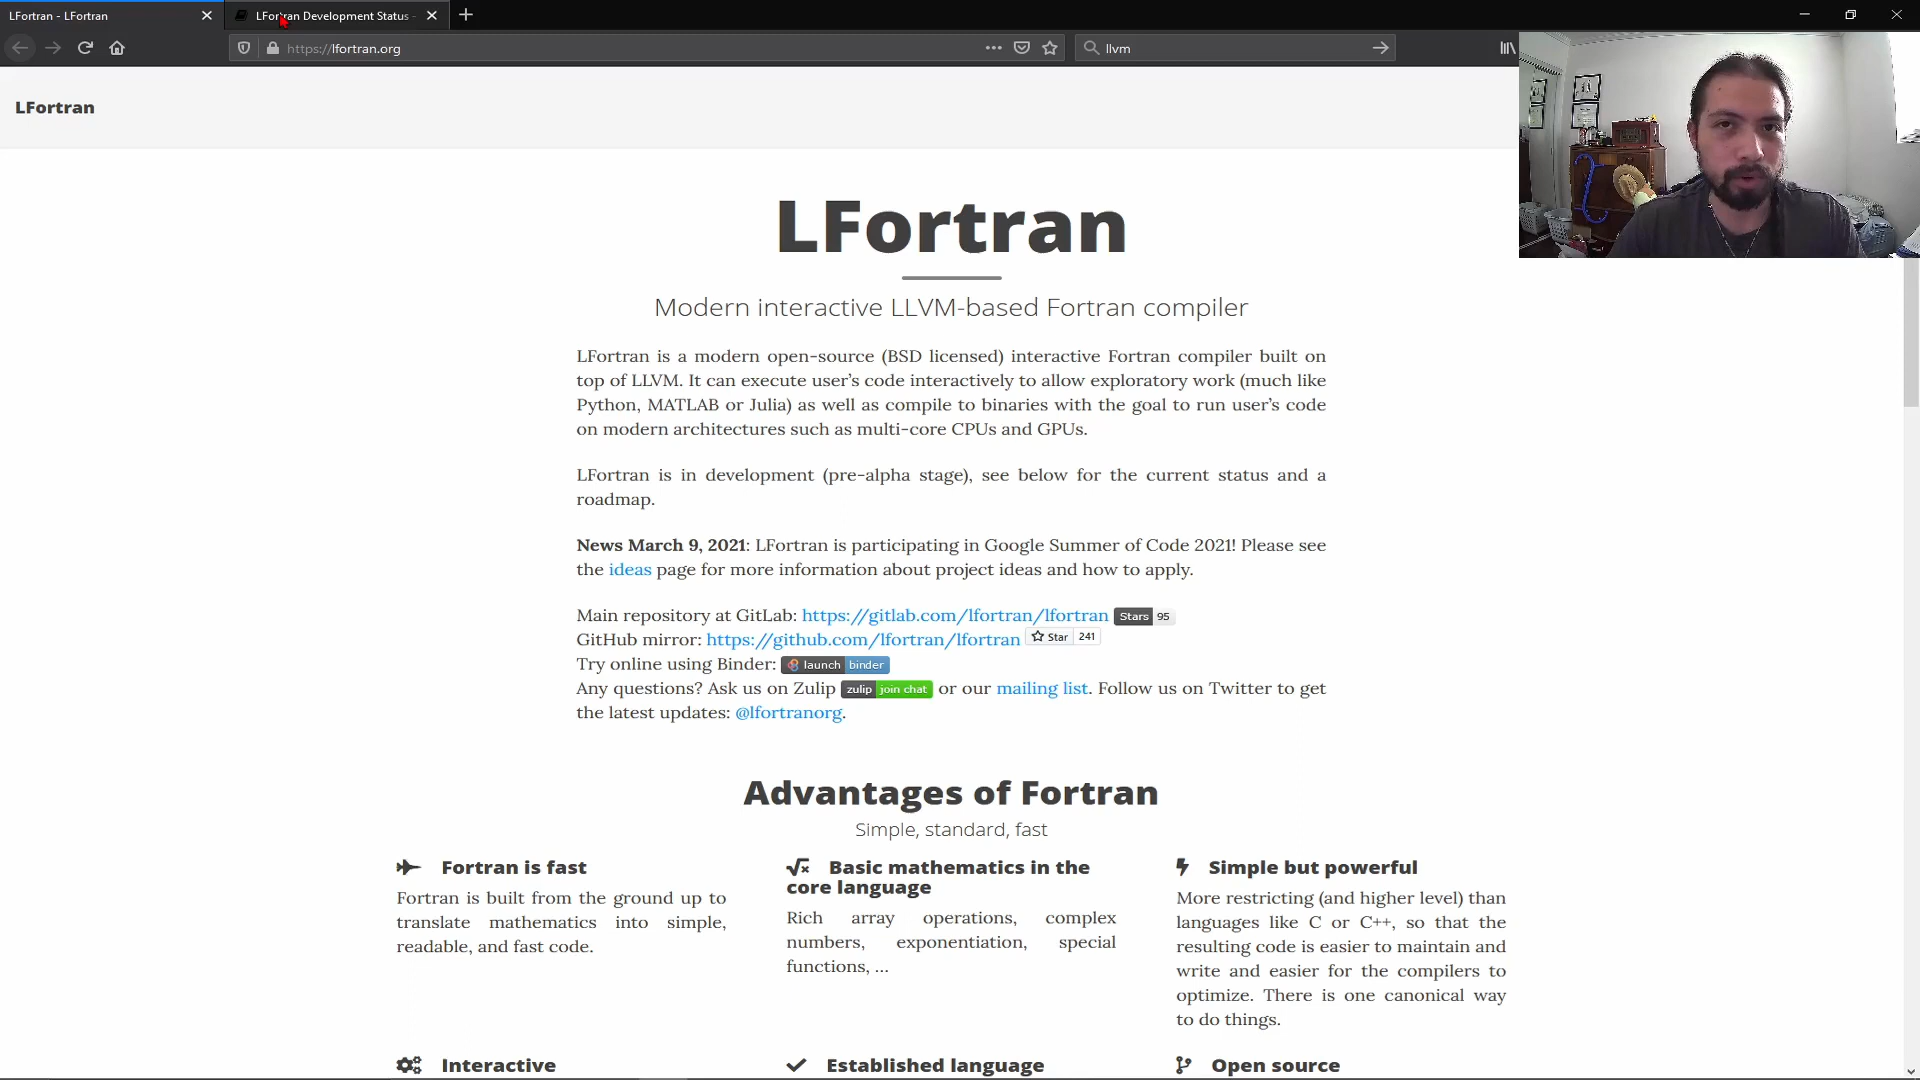 LFortran - LFortran
LFortran Development Status -
https://lfortran.org
llvm
LFortran
LFortran
Modern interactive LLVM-based Fortran compiler
LFortran is a modern open-source (BSD licensed) interactive Fortran compiler built on
top of LLVM. It can execute user's code interactively to allow exploratory work (much like
Python, MATLAB or Julia) as well as compile to binaries with the goal to run user's code
on modern architectures such as multi-core CPUs and GPUs.
LFortran is in development (pre-alpha stage), see below for the current status and a
roadmap.
News March 9, 2021: LFortran is participating in Google Summer of Code 2021! Please see
the ideas page for more information about project ideas and how to apply.
Main repository at GitLab: https://gitlab.com/lfortran/lfortran Stars 95
GitHub mirror: https://github.com/lfortran/lfortran Star 241
Try online using Binder: launch binder
Any questions? Ask us on Zulip zulip join chat or our mailing list. Follow us on Twitter to get
the latest updates: @lfortranorg.
Advantages of Fortran
Simple, standard, fast
Fortran is fast
Fortran is built from the ground up to
translate mathematics into simple,
readable, and fast code.
Basic mathematics in the
core language
Rich array operations, complex
numbers, exponentiation, special
functions, ...
Simple but powerful
More restricting (and higher level) than
languages like C or C++, so that the
resulting code is easier to maintain and
write and easier for the compilers to
optimize. There is one canonical way
to do things.
Interactive
Established language
Open source